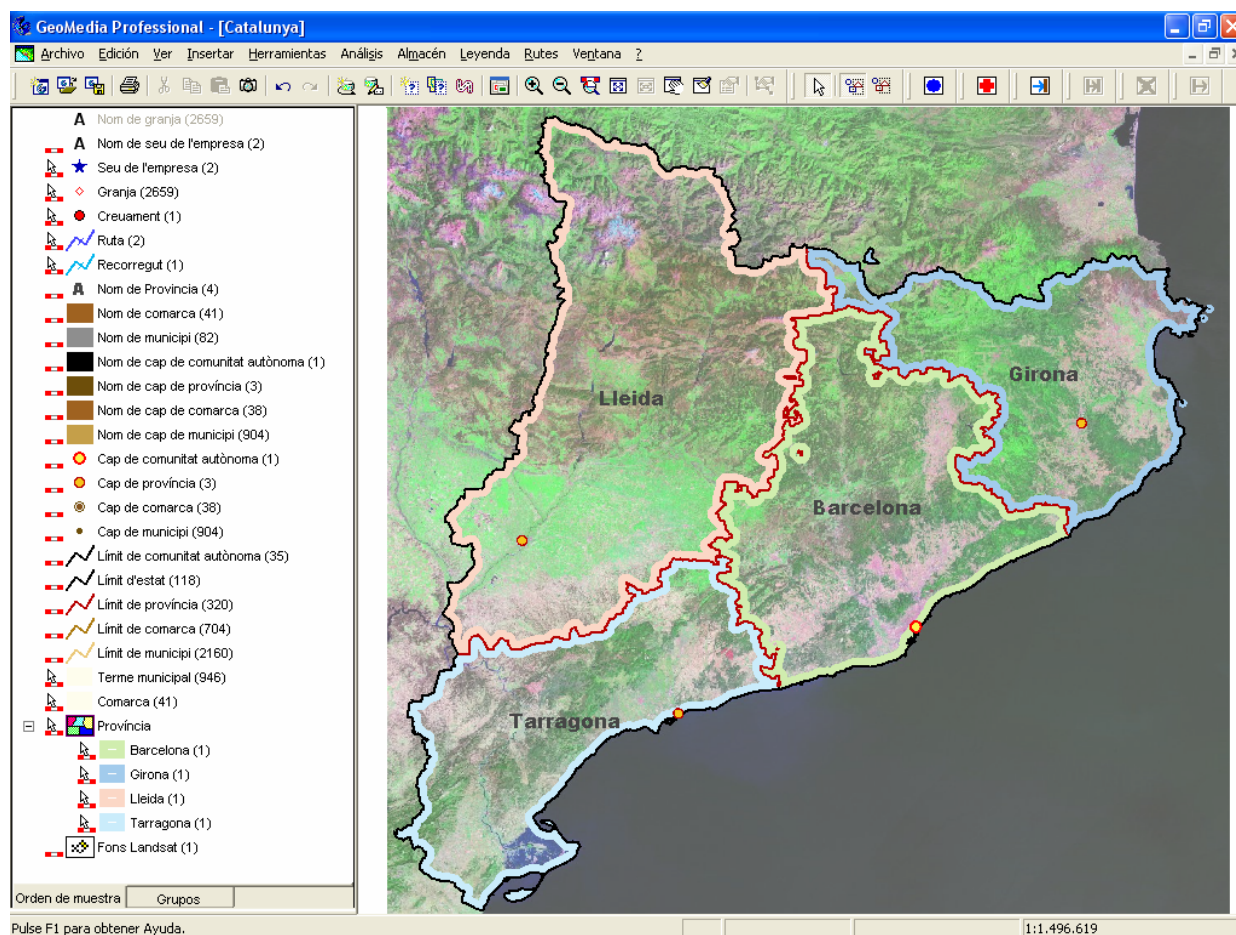 GeoMedia Professional - [Catalunya]
Archivo Edición Ver Insertar Herramientas Análisis Almacén Leyenda Rutes Ventana ?
Nom de granja (2659)
Nom de seu de l'empresa (2)
Seu de l'empresa (2)
Granja (2659)
Creuament (1)
Ruta (2)
Recorregut (1)
Nom de Provincia (4)
Nom de comarca (41)
Nom de municipi (82)
Nom de cap de comunitat autònoma (1)
Nom de cap de província (3)
Nom de cap de comarca (38)
Nom de cap de municipi (904)
Cap de comunitat autònoma (1)
Cap de província (3)
Cap de comarca (38)
Cap de municipi (904)
Límit de comunitat autònoma (35)
Límit d'estat (118)
Límit de província (320)
Límit de comarca (704)
Límit de municipi (2160)
Terme municipal (946)
Comarca (41)
Província
Barcelona (1)
Girona (1)
Lleida (1)
Tarragona (1)
Fons Landsat (1)
Orden de muestra Grupos
Girona
Lleida
Barcelona
Tarragona
Pulse F1 para obtener Ayuda.
1:1.496.619